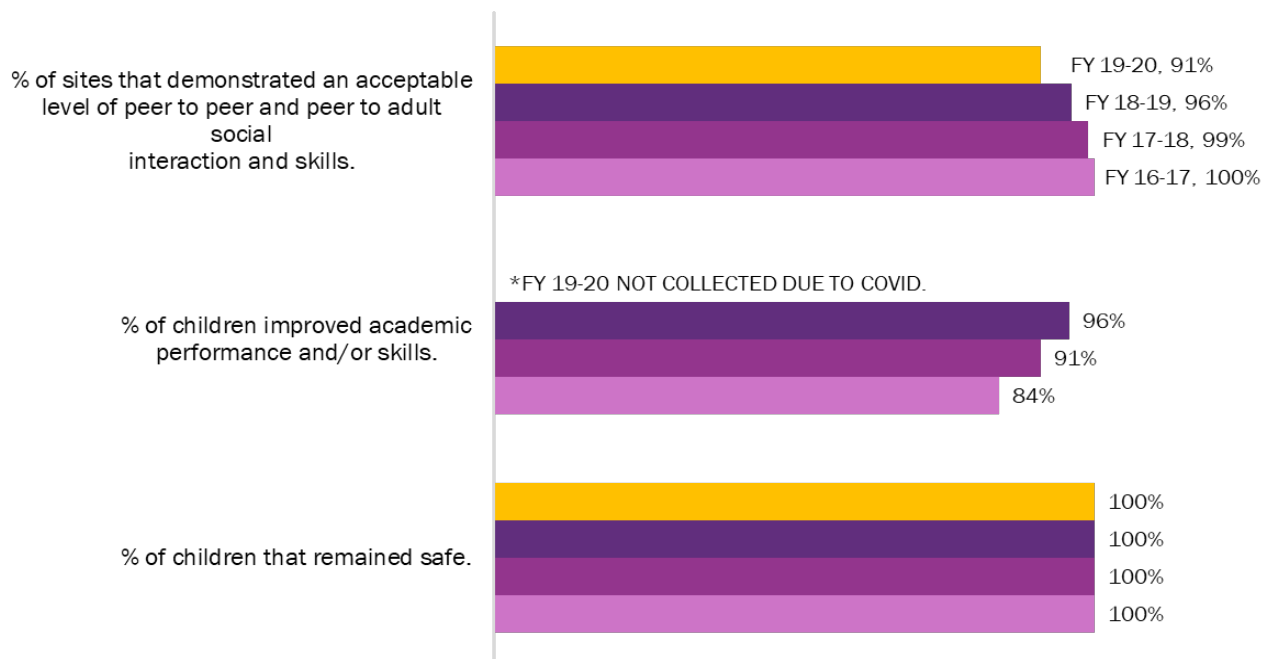 % of sites that demonstrated an acceptable
level of peer to peer and peer to adult
social
interaction and skills.
FY 19-20, 91%
FY 18-19, 96%
FY 17-18, 99%
FY 16-17, 100%
*FY 19-20 NOT COLLECTED DUE TO COVID.
% of children improved academic
performance and/or skills.
96%
91%
84%
% of children that remained safe.
100%
100%
100%
100%